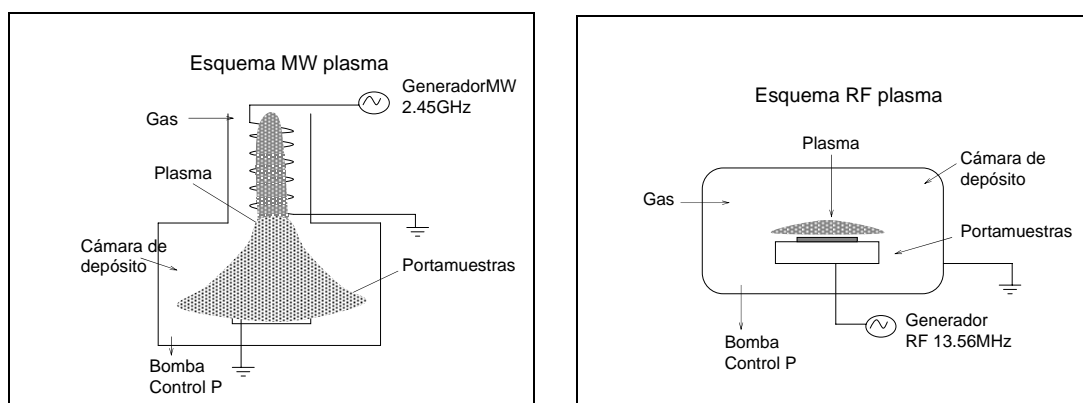 Esquema MW plasma
GeneradorMW
2.45GHz
Gas
Plasma
Cámara de
depósito
Portamuestras
Bomba
Control P
Esquema RF plasma
Plasma
Cámara de
depósito
Gas
Portamuestras
Generador
RF 13.56MHz
Bomba
Control P